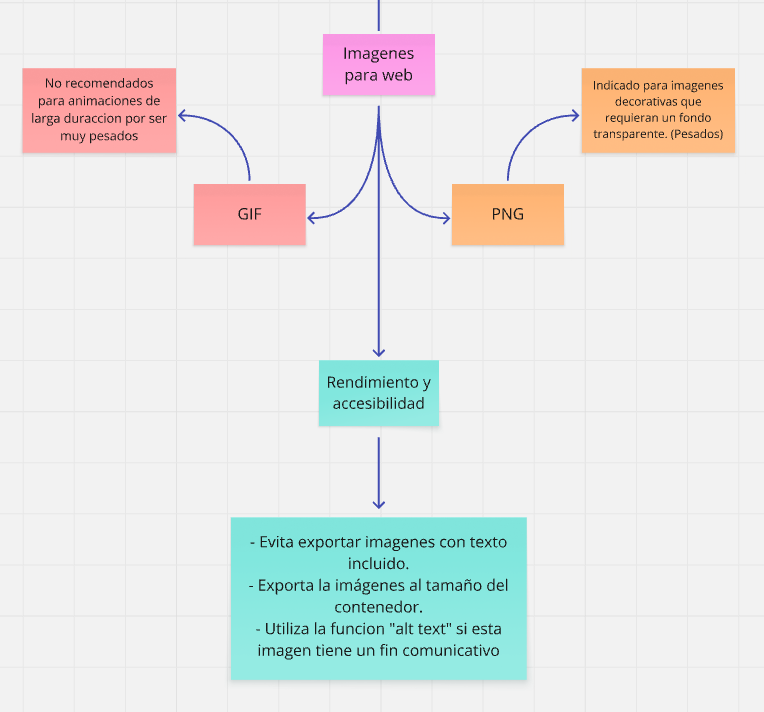 Imagenes
para web
No recomendados
para animaciones de
larga duraccion por ser
muy pesados
Indicado para imagenes
decorativas que
requieran un fondo
transparente. (Pesados)
GIF
PNG
Rendimiento y
accesibilidad
- Evita exportar imagenes con texto
incluido.
- Exporta la imágenes al tamaño del
contenedor.
- Utiliza la funcion "alt text" si esta
imagen tiene un fin comunicativo